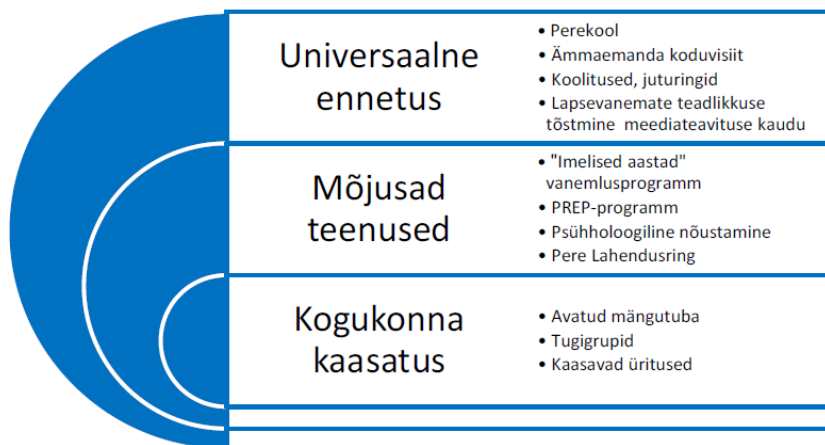 Universaalne
ennetus
• Perekool
• Ämmaemanda koduvisiit
• Koolitused, juturingid
• Lapsevanemate teadlikkuse
tõstmine meediateavituse kaudu
Mõjusad
teenused
• "Imelised aastad"
vanemlusprogramm
• PREP-programm
• Psühholoogiline nõustamine
• Pere Lahendusring
Kogukonna
kaasatus
• Avatud mängutuba
• Tugigrupid
• Kaasavad üritused